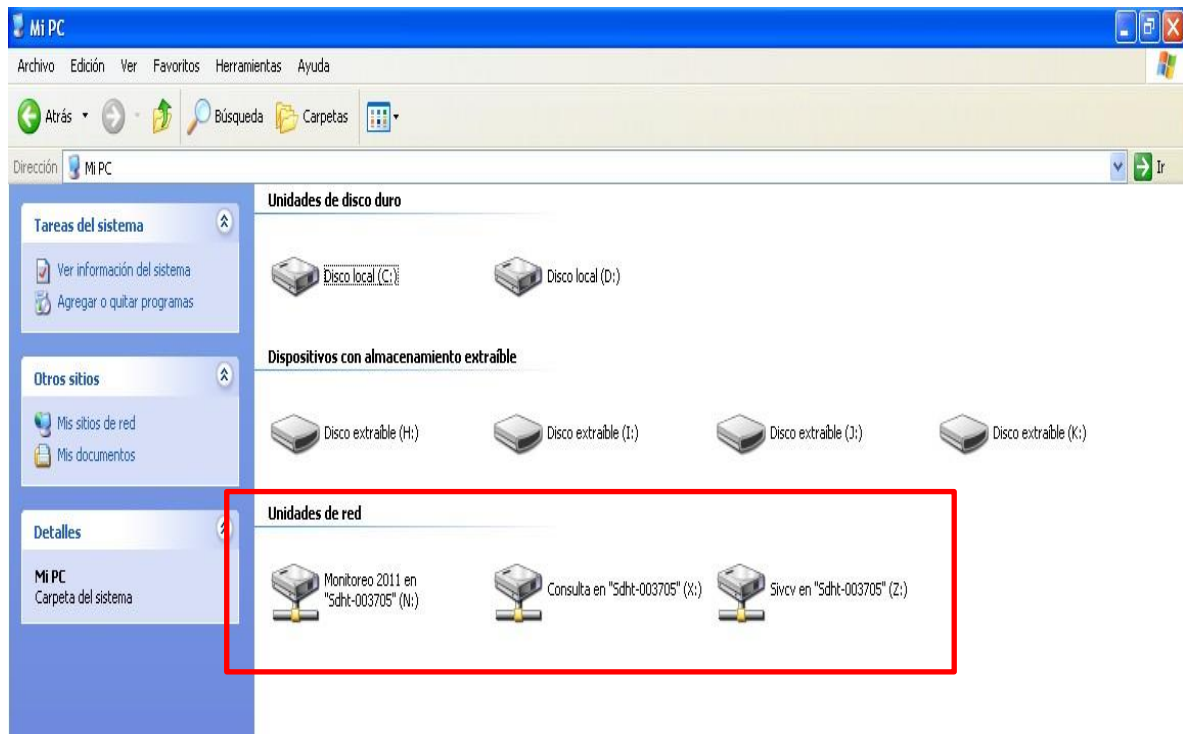 Mi PC
Archivo Edición Ver Favoritos Herramientas Ayuda
Atrás Búsqueda Carpetas
Dirección Mi PC Ir
Tareas del sistema
Ver información del sistema
Agregar o quitar programas
Otros sitios
Mis sitios de red
Mis documentos
Detalles
Mi PC
Carpeta del sistema
Unidades de disco duro
Disco local (C:)
Disco local (D:)
Dispositivos con almacenamiento extraíble
Disco extraíble (H:)
Disco extraíble (I:)
Disco extraíble (J:)
Disco extraíble (K:)
Unidades de red
Monitoreo 2011 en
"Sdht-003705" (N:)
Consulta en "Sdht-003705" (X:)
Sivcv en "Sdht-003705" (Z:)